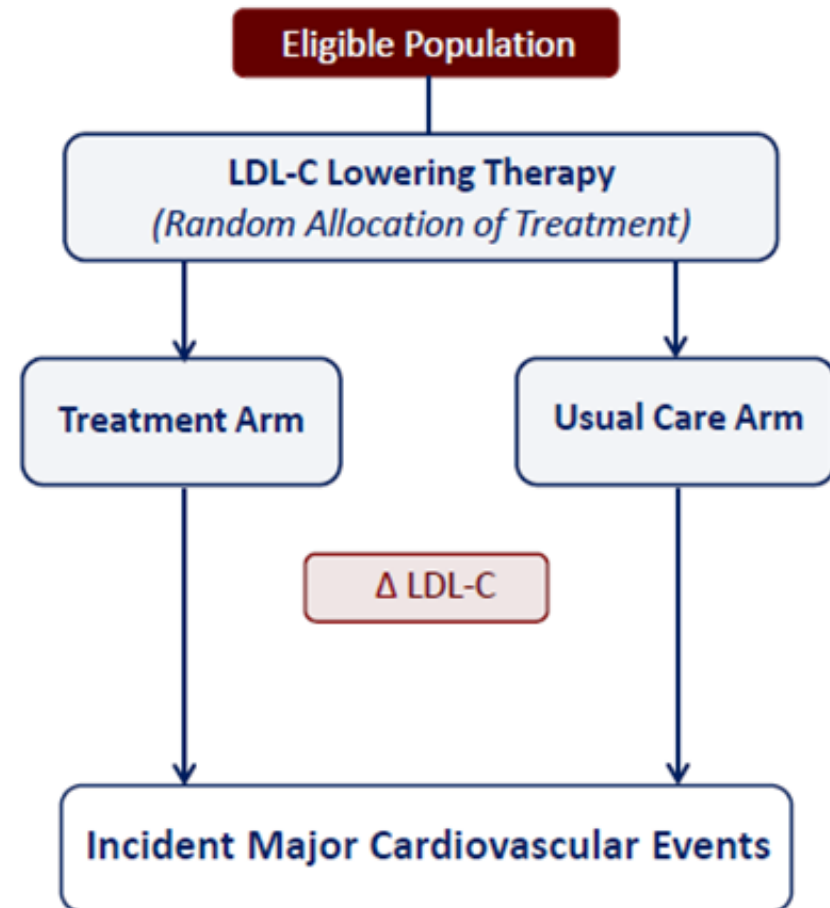 Eligible Population
LDL-C Lowering Therapy
(Random Allocation of Treatment)
Treatment Arm
Usual Care Arm
Δ LDL-C
Incident Major Cardiovascular Events